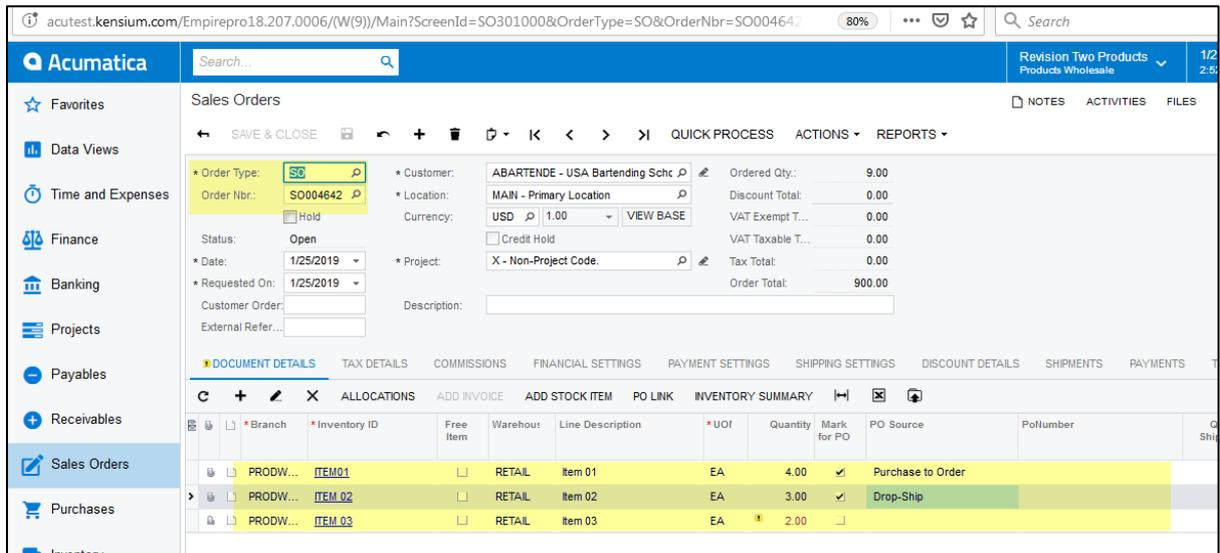 acutest.kensium.com/Empirepro18.207.0006/(W(9))/Main?ScreenId=SO301000&OrderType=SO&OrderNbr=SO004642 80% Search
Acumatica Search... Revision Two Products 1/2
Products Wholesale 2:52
Favorites Sales Orders NOTES ACTIVITIES FILES
SAVE & CLOSE QUICK PROCESS ACTIONS REPORTS
Data Views
Time and Expenses
Finance
Banking
Projects
Payables
Receivables
Sales Orders
Purchases
Inventory
* Order Type: SO * Customer: ABARTENDE - USA Bartending Scho Ordered Qty.: 9.00
Order Nbr.: SO004642 * Location: MAIN - Primary Location Discount Total: 0.00
Hold Currency: USD 1.00 VIEW BASE VAT Exempt T... 0.00
Status: Open Credit Hold VAT Taxable T... 0.00
* Date: 1/25/2019 * Project: X - Non-Project Code. Tax Total: 0.00
* Requested On: 1/25/2019 Order Total: 900.00
Customer Order: Description:
External Refer...
DOCUMENT DETAILS TAX DETAILS COMMISSIONS FINANCIAL SETTINGS PAYMENT SETTINGS SHIPPING SETTINGS DISCOUNT DETAILS SHIPMENTS PAYMENTS T
ALLOCATIONS ADD INVOICE ADD STOCK ITEM PO LINK INVENTORY SUMMARY
* Branch * Inventory ID Free Item Warehous Line Description * UOM Quantity Mark for PO PO Source PoNumber Q Ship
PRODW... ITEM01 RETAIL Item 01 EA 4.00 Purchase to Order
PRODW... ITEM 02 RETAIL Item 02 EA 3.00 Drop-Ship
PRODW... ITEM 03 RETAIL Item 03 EA 2.00